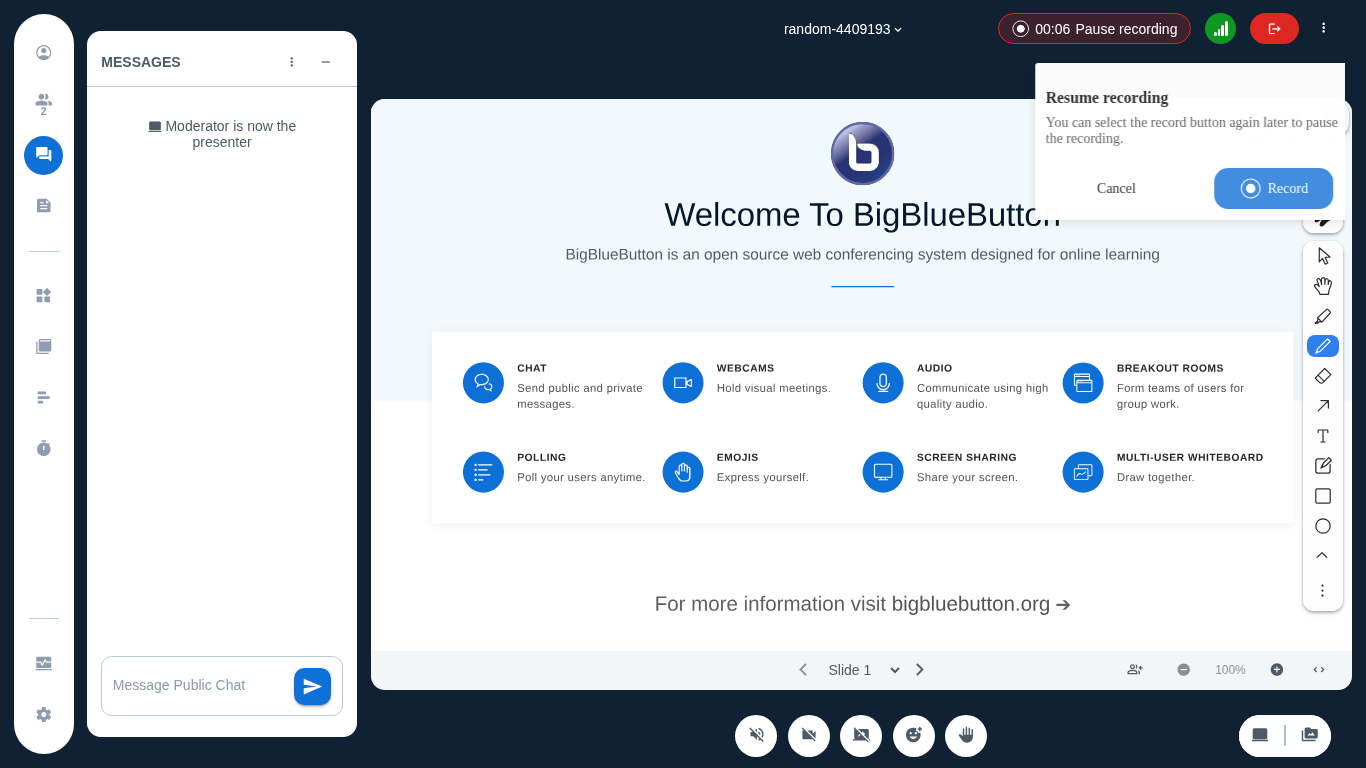 random-4409193
00:06 Pause recording
2
MESSAGES
Moderator is now the
presenter
Message Public Chat
Resume recording
You can select the record button again later to pause
the recording.
Cancel
Record
Welcome To BigBlueButton
BigBlueButton is an open source web conferencing system designed for online learning
CHAT
Send public and private
messages.
WEBCAMS
Hold visual meetings.
AUDIO
Communicate using high
quality audio.
BREAKOUT ROOMS
Form teams of users for
group work.
POLLING
Poll your users anytime.
EMOJIS
Express yourself.
SCREEN SHARING
Share your screen.
MULTI-USER WHITEBOARD
Draw together.
For more information visit bigbluebutton.org ➔
Slide 1
100%